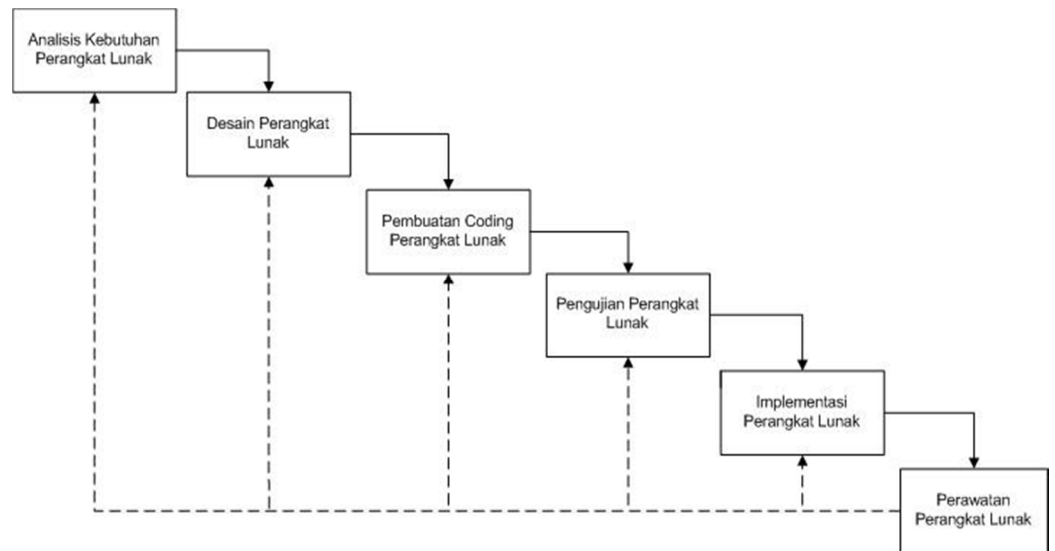 Analisis Kebutuhan
Perangkat Lunak
Desain Perangkat
Lunak
Pembuatan Coding
Perangkat Lunak
Pengujian Perangkat
Lunak
Implementasi
Perangkat Lunak
Perawatan
Perangkat Lunak